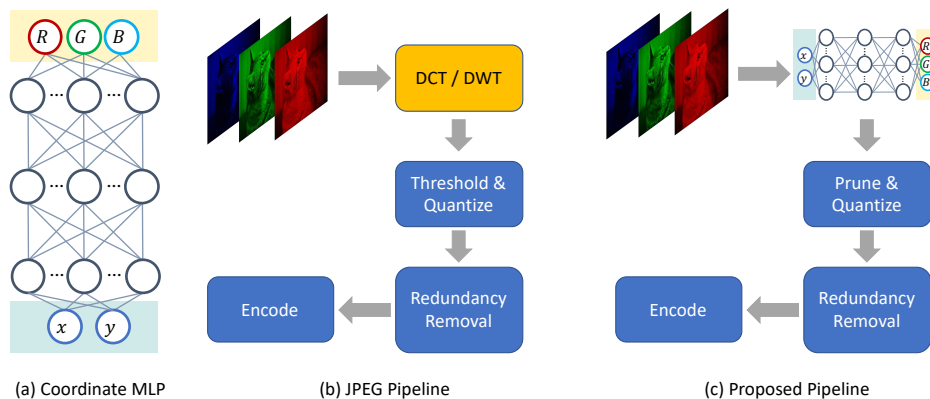 R G B
... ...
... ...
... ...
x y
(a) Coordinate MLP
DCT / DWT
Threshold &
Quantize
Redundancy
Removal
Encode
(b) JPEG Pipeline
x
y
R
G
B
Prune &
Quantize
Redundancy
Removal
Encode
(c) Proposed Pipeline